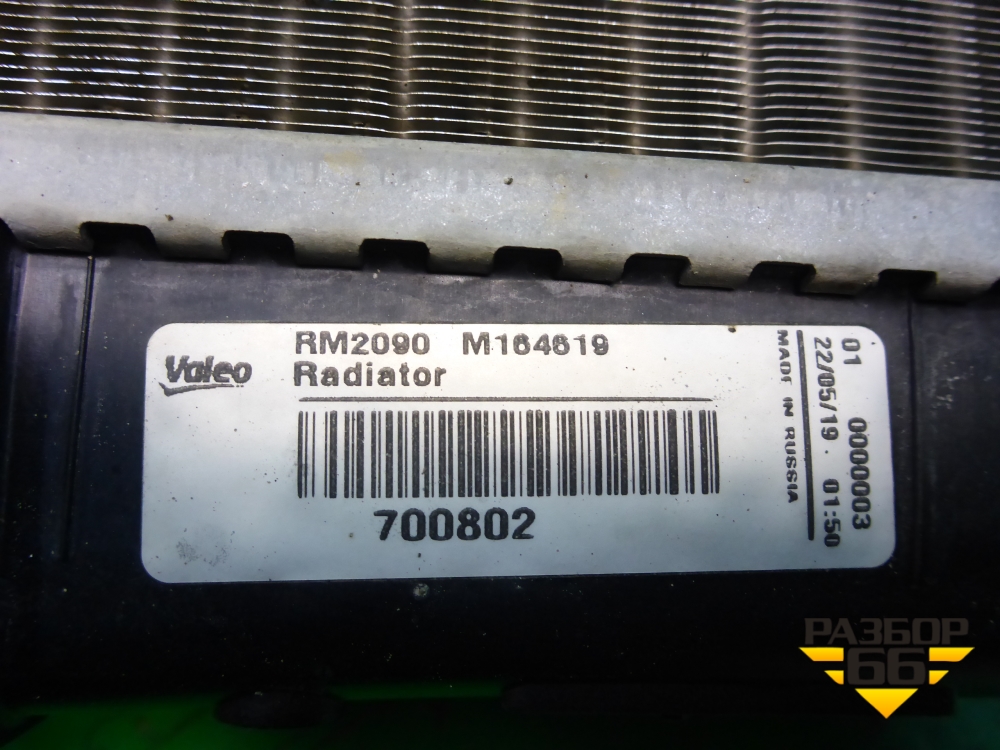 Valeo
RM2090 M164619
Radiator
700802
MADE IN RUSSIA
22/05/19 . 01:50
01 0000003
РАЗБОР
66